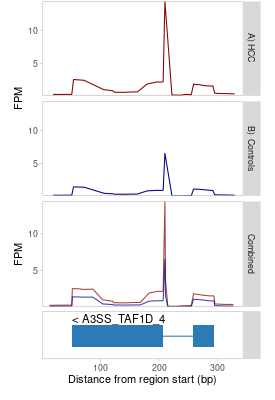 10
5
A) HCC
FPM
10
5
B) Controls
10
5
Combined
FPM
< A3SS_TAF1D_4
100 200 300
Distance from region start (bp)